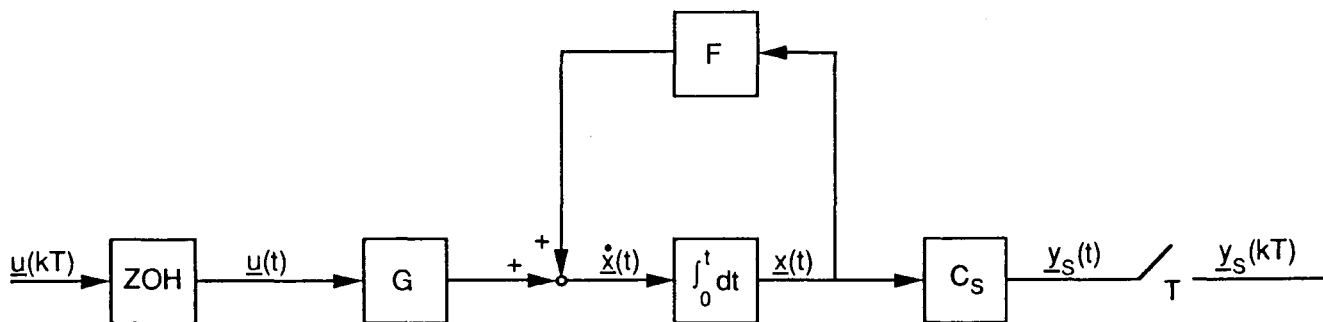 F
u(kT)
ZOH
u(t)
G
+
+
ẋ(t)
∫₀ᵗ dt
x(t)
C_S
y_S(t)
T
y_S(kT)